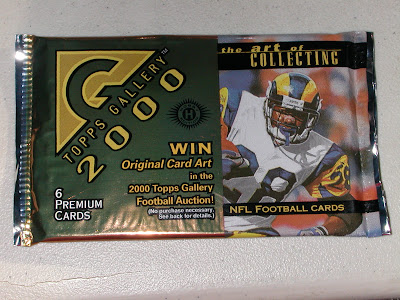 TOPPS GALLERY™
2000
the art of
COLLECTING
WIN
Original Card Art
in the
2000 Topps Gallery
Football Auction!
(No purchase necessary.
See back for details.)
6
PREMIUM
CARDS
NFL FOOTBALL CARDS